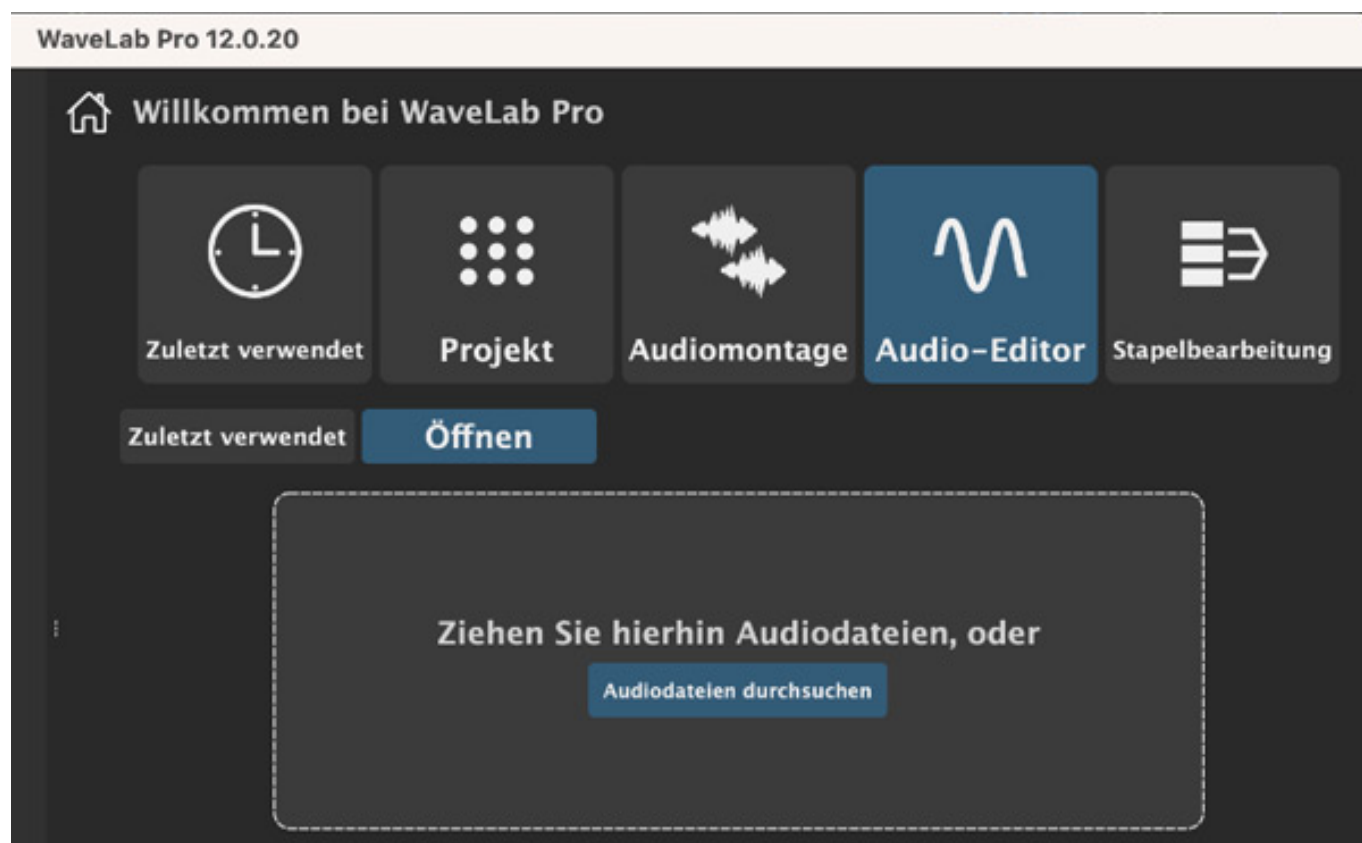 WaveLab Pro 12.0.20
Willkommen bei WaveLab Pro
Zuletzt verwendet Projekt Audiomontage Audio-Editor Stapelbearbeitung
Zuletzt verwendet Öffnen
Ziehen Sie hierhin Audiodateien, oder
Audiodateien durchsuchen